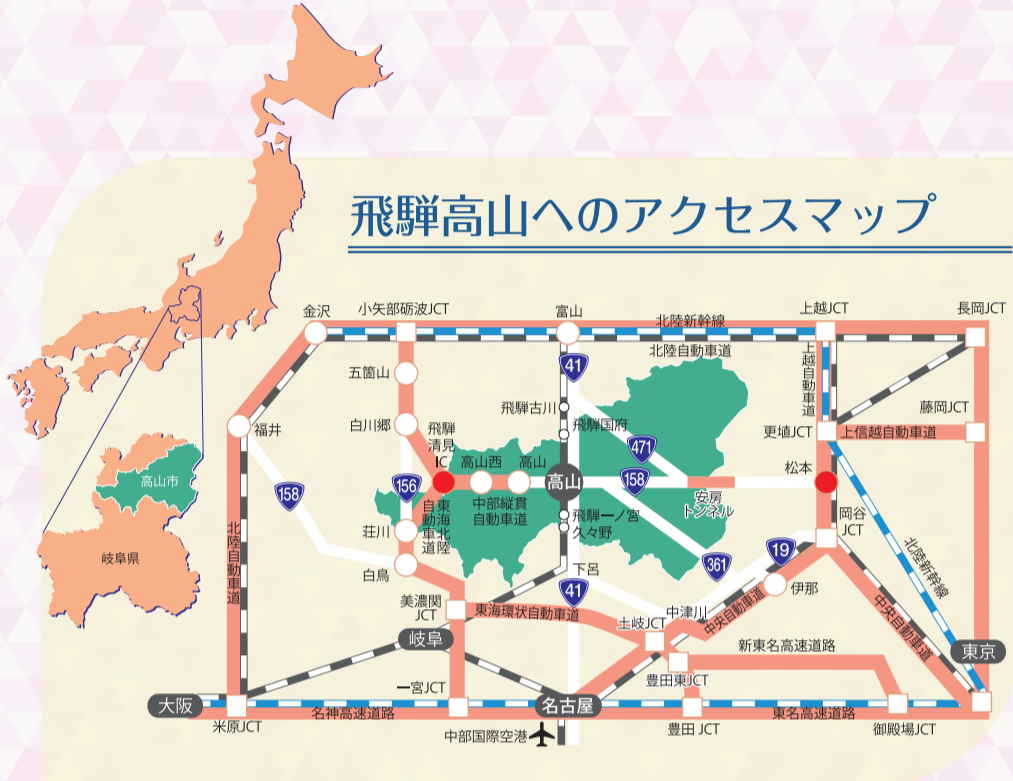 飛騨高山へのアクセスマップ
金沢
小矢部砺波JCT
富山
上越JCT
長岡JCT
北陸新幹線
北陸自動車道
41
上越自動車道
五箇山
飛騨古川
藤岡JCT
福井
白川郷
飛騨
清見
IC
飛騨国府
更埴JCT
上信越自動車道
471
高山西
高山
高山
158
松本
高山市
158
156
中部縦貫
自動車道
安房
トンネル
東海北陸
自動車道
飛騨一ノ宮
久々野
岡谷
JCT
荘川
北陸自動車道
岐阜県
白鳥
下呂
361
19
北陸新幹線
41
伊那
美濃関
JCT
東海環状自動車道
中津川
土岐JCT
中央自動車道
中央自動車道
岐阜
新東名高速道路
東京
一宮JCT
豊田東JCT
大阪
名古屋
米原JCT
名神高速道路
東名高速道路
中部国際空港
豊田JCT
御殿場JCT